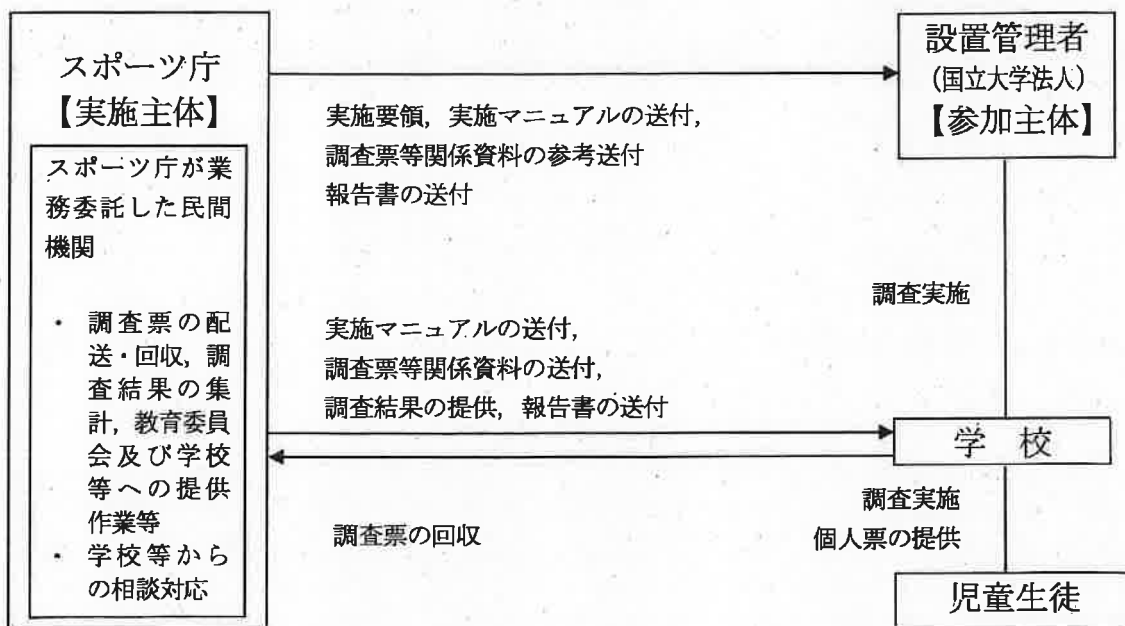 スポーツ庁
【実施主体】
スポーツ庁が業
務委託した民間
機関
・ 調査票の配
送・回収，調
査結果の集
計，教育委員
会及び学校
等への提供
作業等
・ 学校等から
の相談対応
実施要領，実施マニュアルの送付，
調査票等関係資料の参考送付
報告書の送付
設置管理者
（国立大学法人）
【参加主体】
調査実施
実施マニュアルの送付，
調査票等関係資料の送付，
調査結果の提供，報告書の送付
学 校
調査票の回収
調査実施
個人票の提供
児童生徒